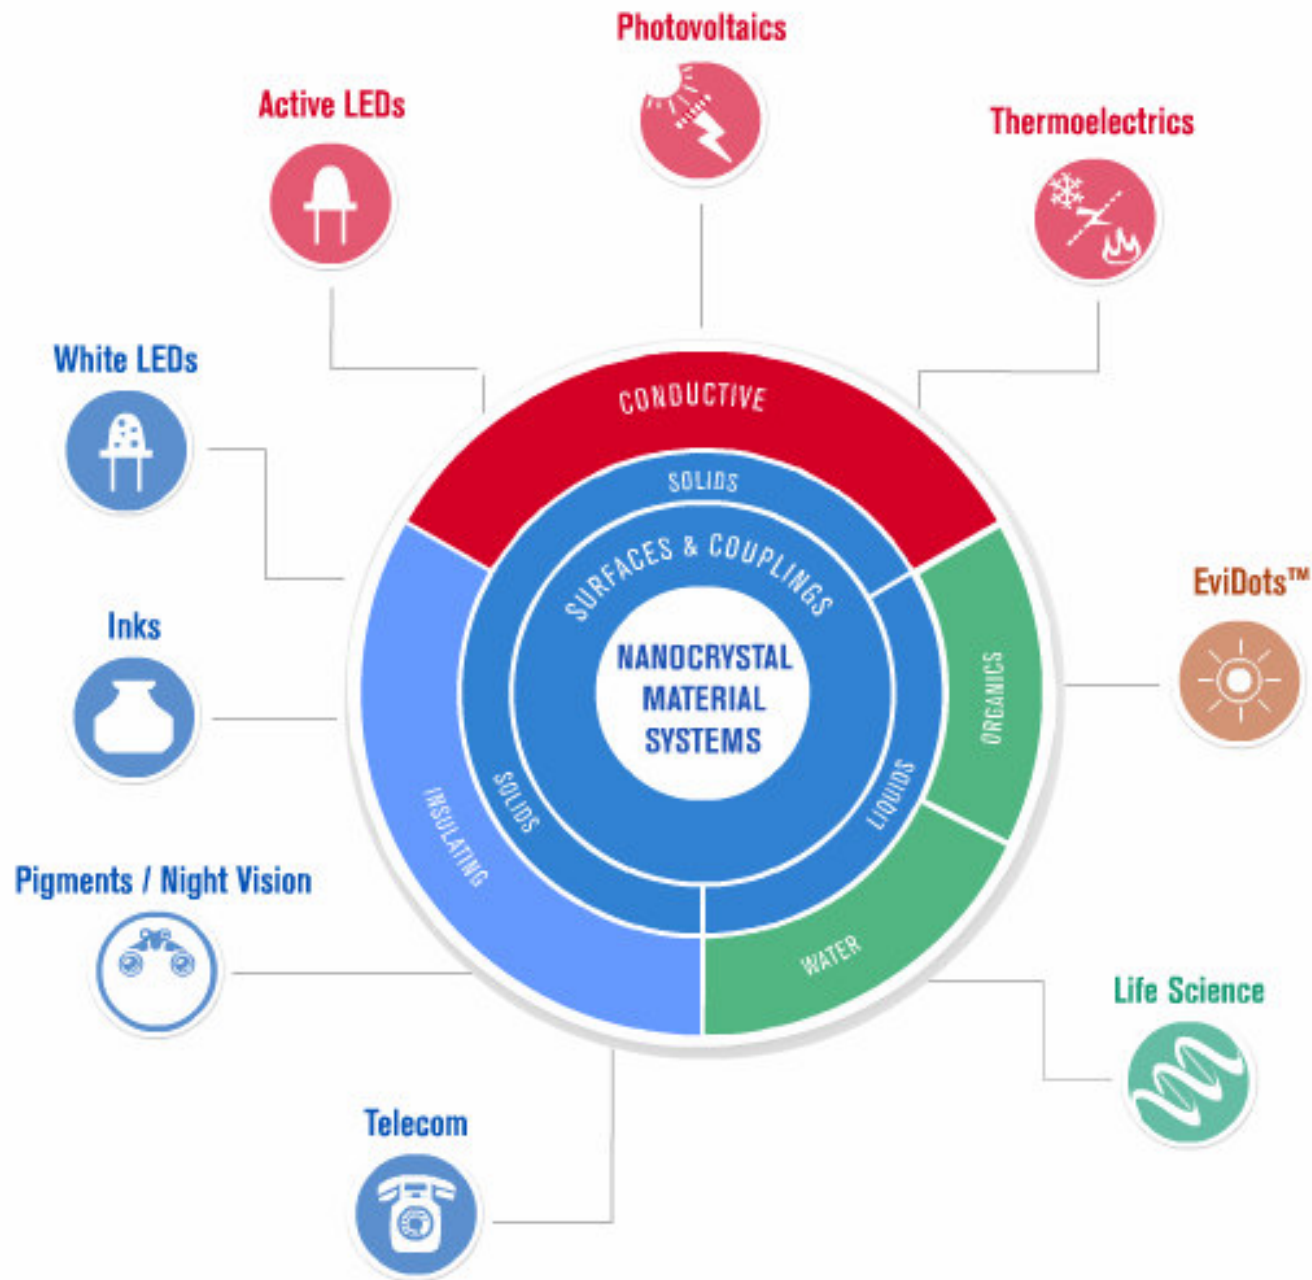 Photovoltaics
Active LEDs
Thermoelectrics
White LEDs
CONDUCTIVE
SOLIDS
SURFACES & COUPLINGS
EviDots™
Inks
NANOCRYSTAL
MATERIAL
SYSTEMS
ORGANICS
SOLIDS
LIQUIDS
INSULATING
Pigments / Night Vision
WATER
Life Science
Telecom